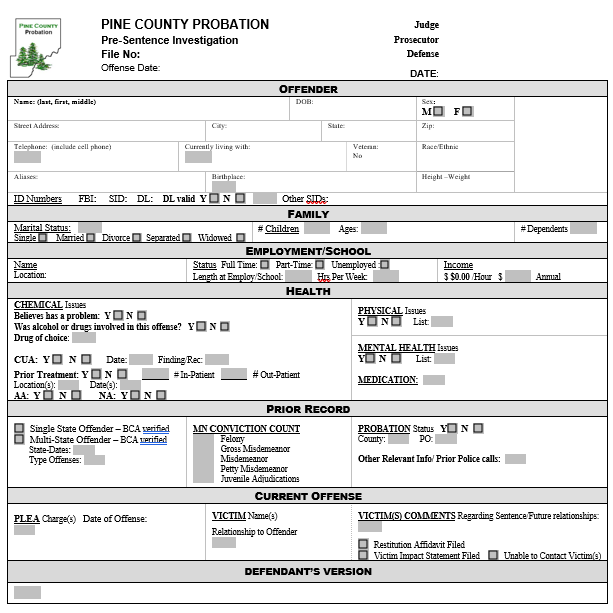 PINE COUNTY
Probation
PINE COUNTY PROBATION
Pre-Sentence Investigation
File No:
Offense Date:
Judge
Prosecutor
Defense
DATE:
OFFENDER
Name: (last, first, middle) DOB: Sex:
M F
Street Address: City: State: Zip:
Telephone: (include cell phone) Currently living with: Veteran: Race/Ethnic
No
Aliases: Birthplace: Height –Weight
ID Numbers FBI: SID: DL: DL valid Y N Other SIDs:
FAMILY
Marital Status: # Children Ages: # Dependents
Single Married Divorce Separated Widowed
EMPLOYMENT/SCHOOL
Name Status Full Time: Part-Time: Unemployed: Income
Location: Length at Employ/School: Hrs Per Week: $ $0.00 /Hour $ Annual
HEALTH
CHEMICAL Issues
Believes has a problem: Y N
Was alcohol or drugs involved in this offense? Y N
Drug of choice:
CUA: Y N Date: Finding/Rec:
Prior Treatment: Y N # In-Patient # Out-Patient
Location(s): Date(s):
AA: Y N NA: Y N
PHYSICAL Issues
Y N List:
MENTAL HEALTH Issues
Y N List:
MEDICATION:
PRIOR RECORD
Single State Offender – BCA verified
Multi-State Offender – BCA verified
State-Dates:
Type Offenses:
MN CONVICTION COUNT
Felony
Gross Misdemeanor
Misdemeanor
Petty Misdemeanor
Juvenile Adjudications
PROBATION Status Y N
County: PO:
Other Relevant Info/ Prior Police calls:
CURRENT OFFENSE
PLEA Charge(s) Date of Offense:
VICTIM Name(s)
Relationship to Offender
VICTIM(S) COMMENTS Regarding Sentence/Future relationships:
Restitution Affidavit Filed
Victim Impact Statement Filed Unable to Contact Victim(s)
DEFENDANT'S VERSION